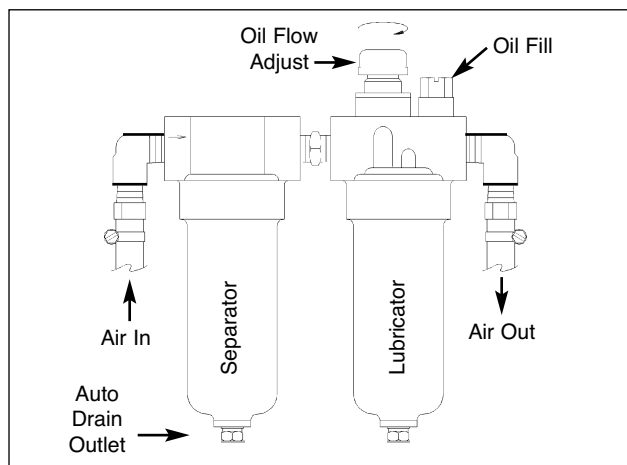 Oil Flow
Adjust
Oil Fill
Air In
Separator
Lubricator
Air Out
Auto
Drain
Outlet